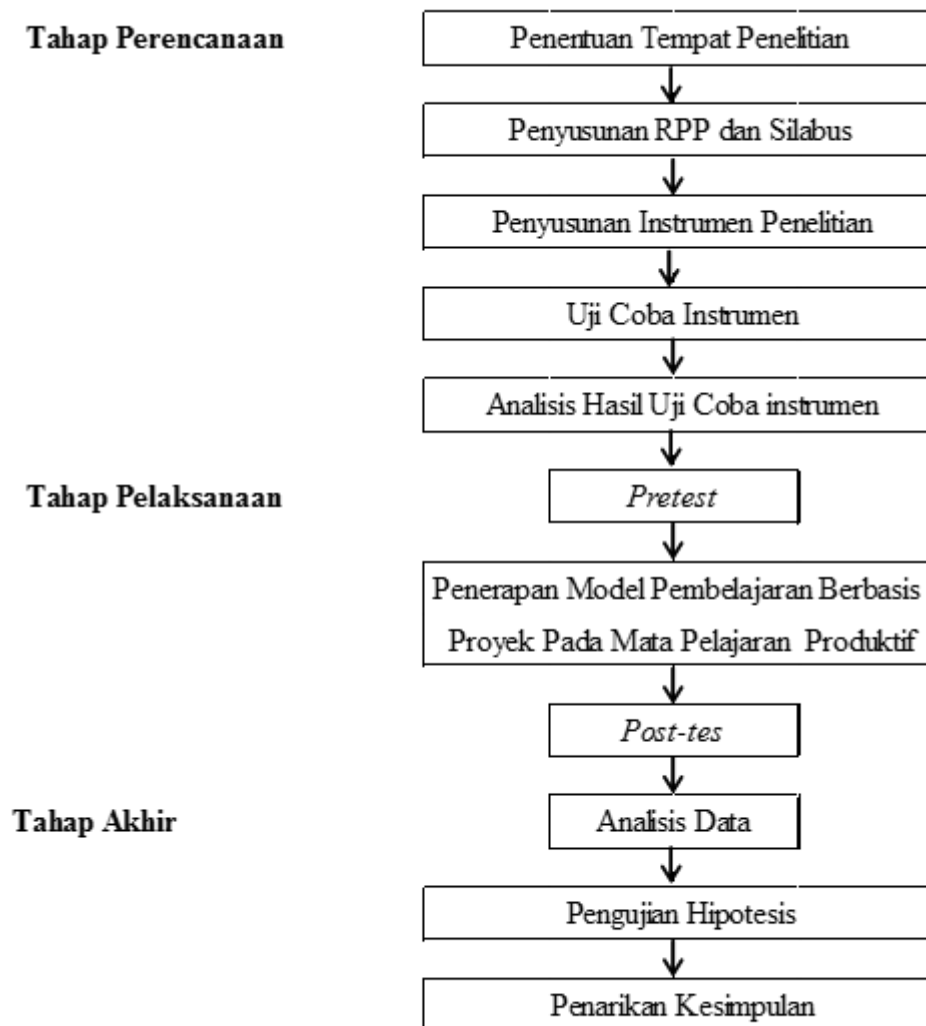 Tahap Perencanaan
Penentuan Tempat Penelitian
Penyusunan RPP dan Silabus
Penyusunan Instrumen Penelitian
Uji Coba Instrumen
Analisis Hasil Uji Coba instrumen
Tahap Pelaksanaan
Pretest
Penerapan Model Pembelajaran Berbasis
Proyek Pada Mata Pelajaran Produktif
Post-tes
Tahap Akhir
Analisis Data
Pengujian Hipotesis
Penarikan Kesimpulan